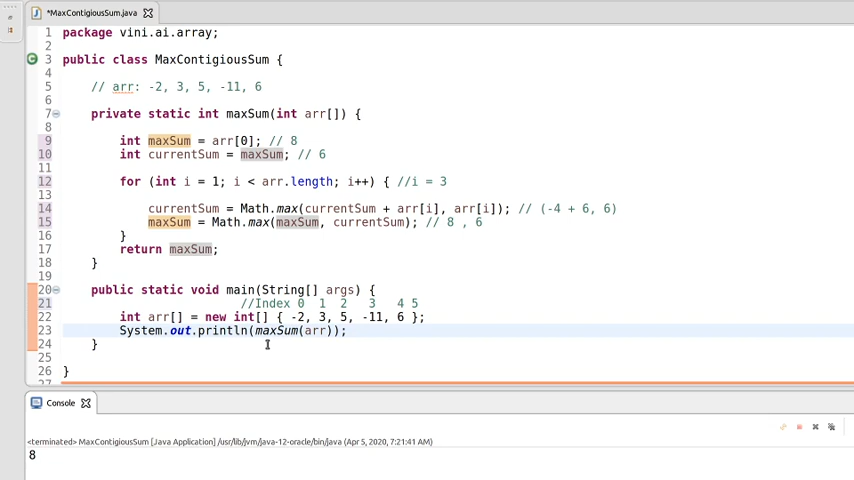 *MaxContigiousSum.java
1 package vini.ai.array;
2
3 public class MaxContigiousSum {
4
5 // arr: -2, 3, 5, -11, 6
6
7 private static int maxSum(int arr[]) {
8
9 int maxSum = arr[0]; // 8
10 int currentSum = maxSum; // 6
11
12 for (int i = 1; i < arr.length; i++) { //i = 3
13
14 currentSum = Math.max(currentSum + arr[i], arr[i]); // (-4 + 6, 6)
15 maxSum = Math.max(maxSum, currentSum); // 8 , 6
16 }
17 return maxSum;
18 }
19
20 public static void main(String[] args) {
21 //Index 0 1 2 3 4 5
22 int arr[] = new int[] { -2, 3, 5, -11, 6 };
23 System.out.println(maxSum(arr));
24 }
25
26 }
27
Console
<terminated> MaxContigiousSum [Java Application] /usr/lib/jvm/java-12-oracle/bin/java (Apr 5, 2020, 7:21:41 AM)
8